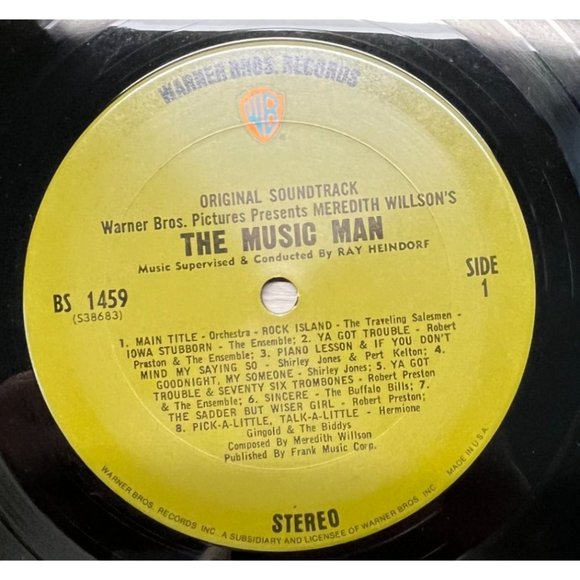 WARNER BROS. RECORDS
WB
ORIGINAL SOUNDTRACK
Warner Bros. Pictures Presents MEREDITH WILLSON'S
THE MUSIC MAN
Music Supervised & Conducted By RAY HEINDORF
BS 1459
(S38683)
SIDE
1
1. MAIN TITLE - Orchestra - ROCK ISLAND - The Traveling Salesmen -
IOWA STUBBORN - The Ensemble; 2. YA GOT TROUBLE - Robert
Preston & The Ensemble; 3. PIANO LESSON & IF YOU DON'T
MIND MY SAYING SO - Shirley Jones & Pert Kelton; 4.
GOODNIGHT, MY SOMEONE - Shirley Jones; 5. YA GOT
TROUBLE & SEVENTY SIX TROMBONES - Robert Preston
& The Ensemble; 6. SINCERE - The Buffalo Bills; 7.
THE SADDER BUT WISER GIRL - Robert Preston;
8. PICK-A-LITTLE, TALK-A-LITTLE - Hermione
Gingold & The Biddys
Composed By Meredith Willson
Published By Frank Music Corp.
STEREO
WARNER BROS. RECORDS INC., A SUBSIDIARY AND LICENSEE OF WARNER BROS. INC. MADE IN U.S.A.